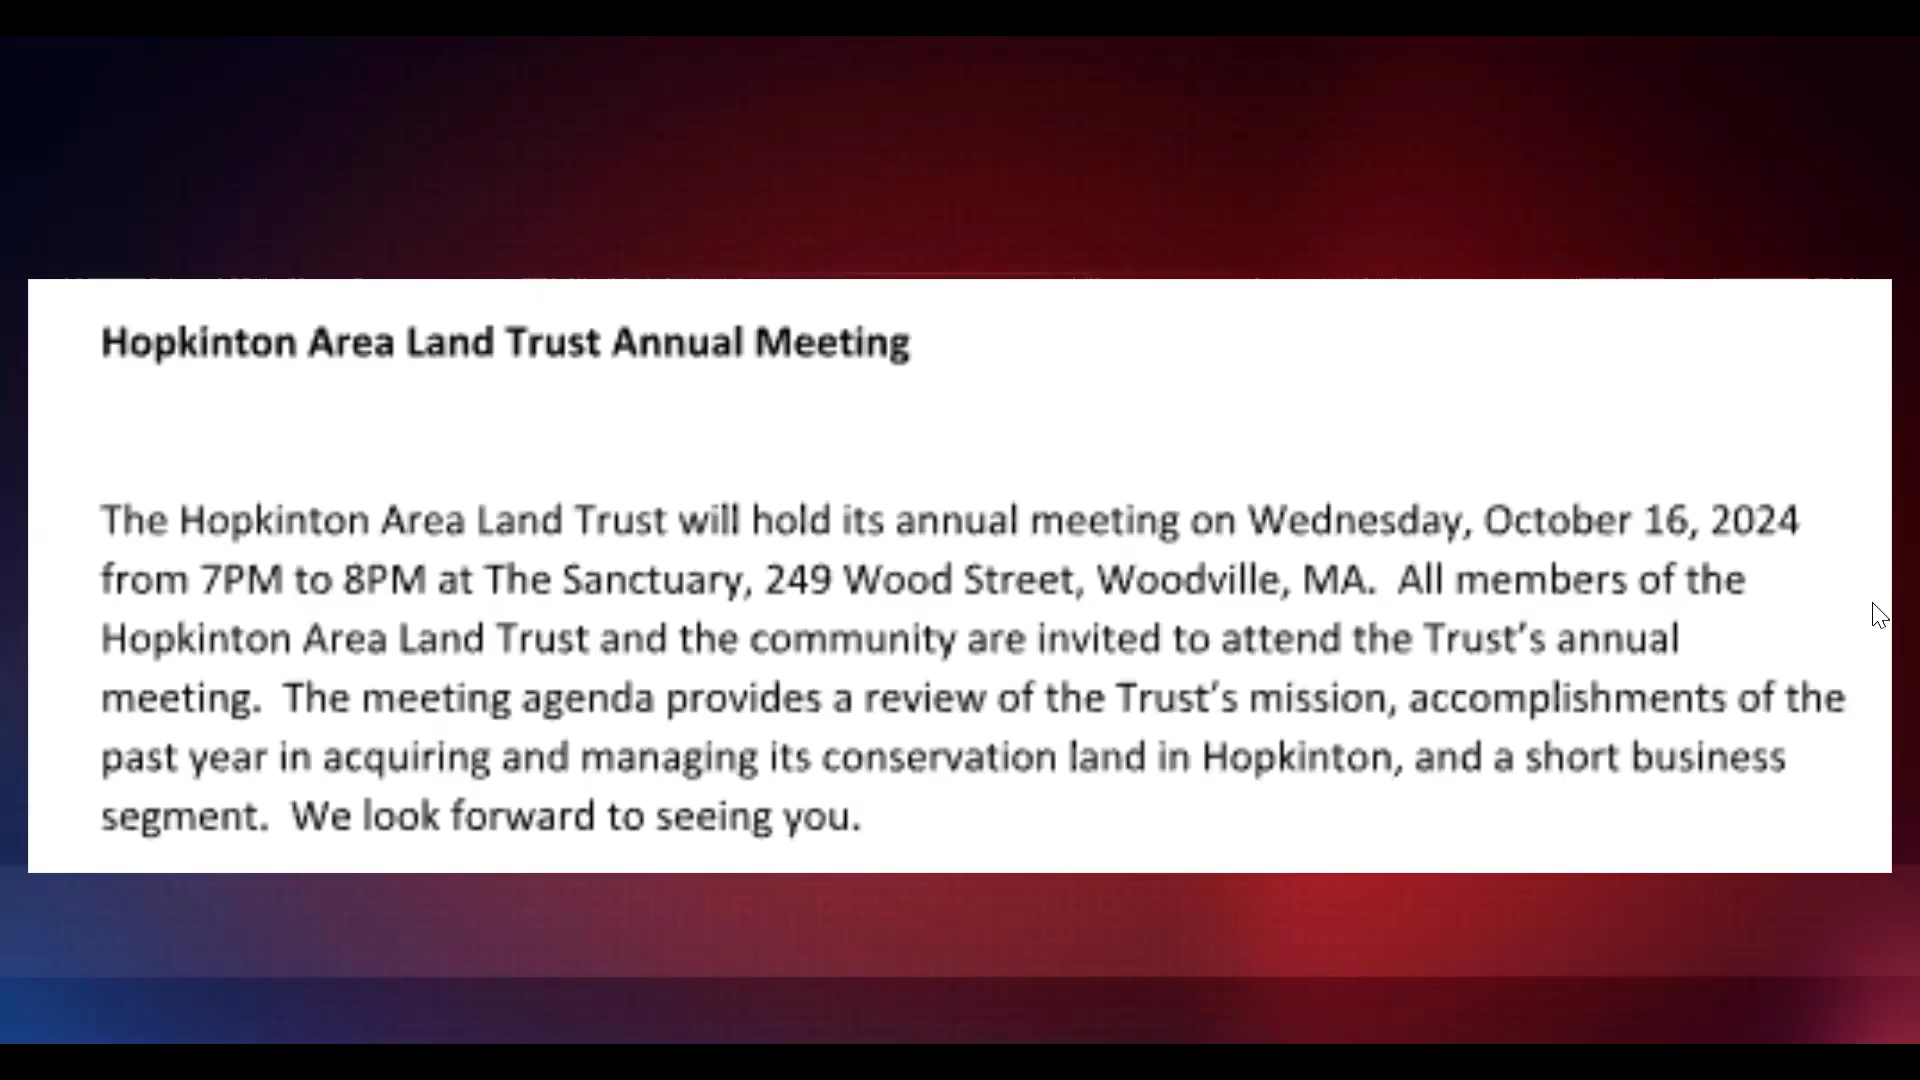 Hopkinton Area Land Trust Annual Meeting
The Hopkinton Area Land Trust will hold its annual meeting on Wednesday, October 16, 2024
from 7PM to 8PM at The Sanctuary, 249 Wood Street, Woodville, MA.  All members of the
Hopkinton Area Land Trust and the community are invited to attend the Trust’s annual
meeting.  The meeting agenda provides a review of the Trust’s mission, accomplishments of the
past year in acquiring and managing its conservation land in Hopkinton, and a short business
segment.  We look forward to seeing you.